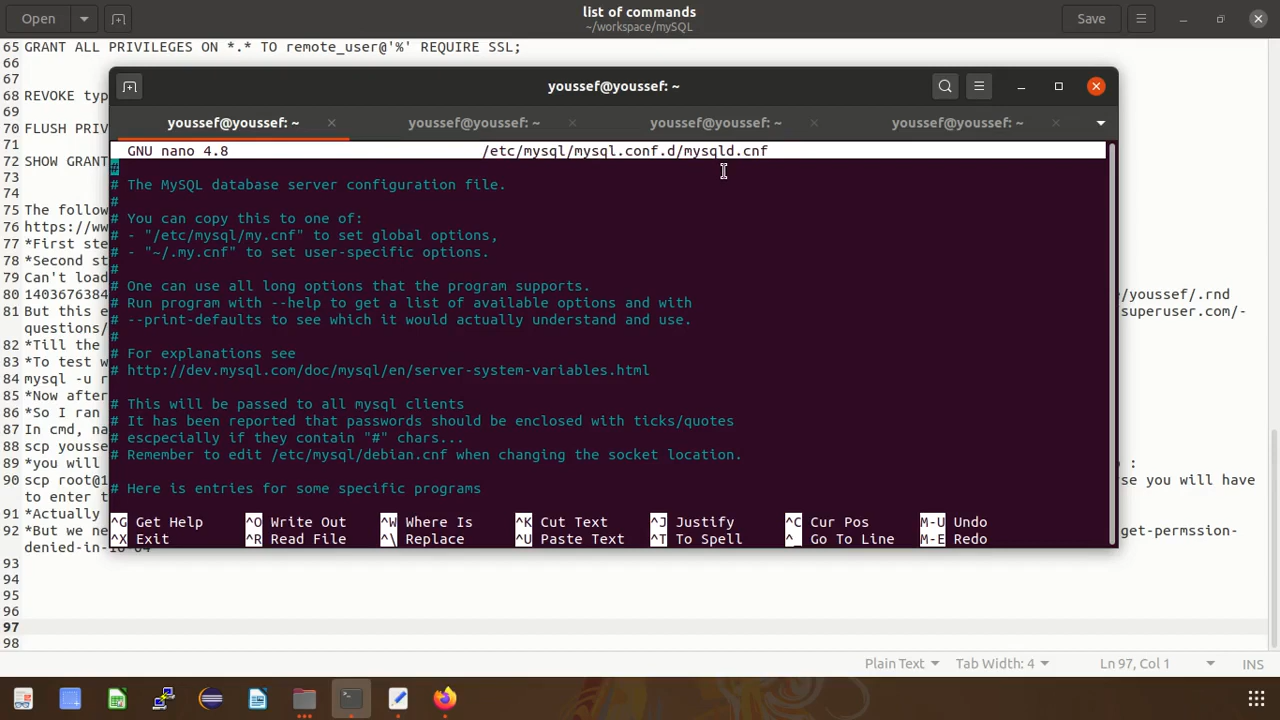 Open
list of commands
~/workspace/mySQL
Save
65 GRANT ALL PRIVILEGES ON *.* TO remote_user@'%' REQUIRE SSL;
66
67
68 REVOKE typ
69
70 FLUSH PRIV
71
72 SHOW GRANT
73
74
75 The follow
76 https://ww
77 *First ste
78 *Second st
79 Can't load
80 1403676384
e/youssef/.rnd
81 But this e
superuser.com/-
questions/
82 *Till the
83 *To test w
84 mysql -u r
85 *Now after
86 *So I ran
87 In cmd, na
88 scp yousse
89 *you will
p :
90 scp root@1
rse you will have
to enter t
91 *Actually
92 *But we ne
get-permssion-
denied-in-16-04
93
94
95
96
97
98
youssef@youssef: ~
youssef@youssef: ~
youssef@youssef: ~
youssef@youssef: ~
youssef@youssef: ~
GNU nano 4.8 /etc/mysql/mysql.conf.d/mysqld.cnf
#
# The MySQL database server configuration file.
#
# You can copy this to one of:
# - "/etc/mysql/my.cnf" to set global options,
# - "~/.my.cnf" to set user-specific options.
#
# One can use all long options that the program supports.
# Run program with --help to get a list of available options and with
# --print-defaults to see which it would actually understand and use.
#
# For explanations see
# http://dev.mysql.com/doc/mysql/en/server-system-variables.html
# This will be passed to all mysql clients
# It has been reported that passwords should be enclosed with ticks/quotes
# escpecially if they contain "#" chars...
# Remember to edit /etc/mysql/debian.cnf when changing the socket location.
# Here is entries for some specific programs
^G Get Help ^O Write Out ^W Where Is ^K Cut Text ^J Justify ^C Cur Pos M-U Undo
^X Exit ^R Read File ^\ Replace ^U Paste Text ^T To Spell ^_ Go To Line M-E Redo
Plain Text Tab Width: 4 Ln 97, Col 1 INS